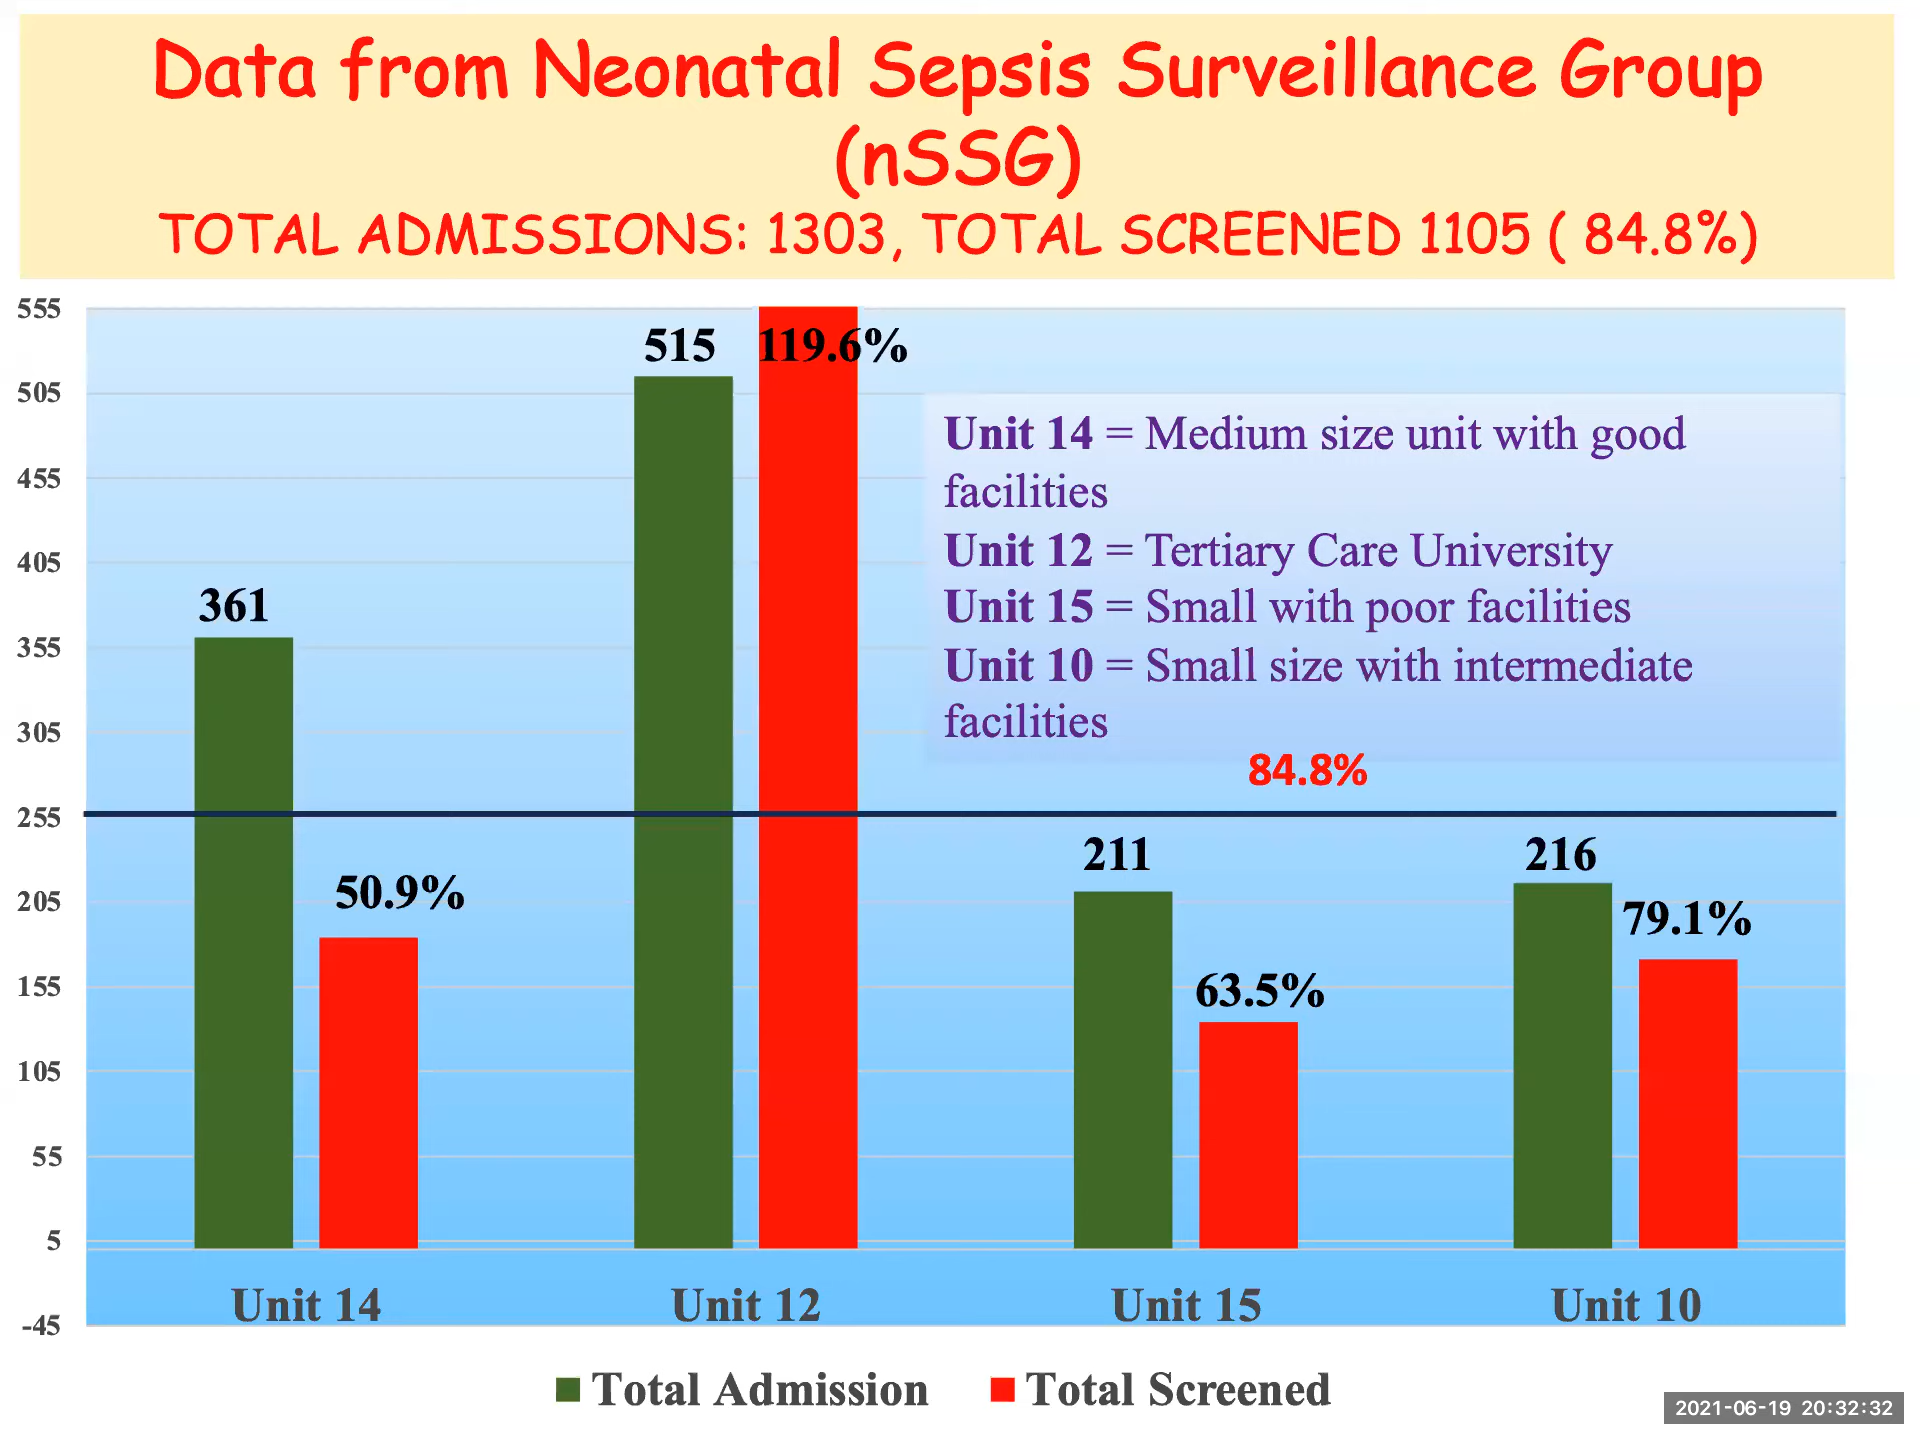 Data from Neonatal Sepsis Surveillance Group
(nSSG)
TOTAL ADMISSIONS: 1303, TOTAL SCREENED 1105 ( 84.8%)
555
505
455
405
355
305
255
205
155
105
55
5
-45
361
50.9%
515
119.6%
211
63.5%
216
79.1%
Unit 14 = Medium size unit with good
facilities
Unit 12 = Tertiary Care University
Unit 15 = Small with poor facilities
Unit 10 = Small size with intermediate
facilities
84.8%
Unit 14
Unit 12
Unit 15
Unit 10
Total Admission
Total Screened
2021-06-19 20:32:32